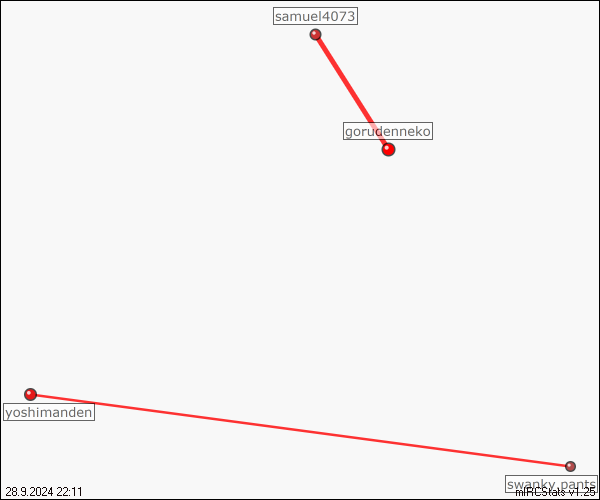 samuel4073
gorudenneko
yoshimanden
swanky_pants
28.9.2024 22:11
mIRCStats v1.25